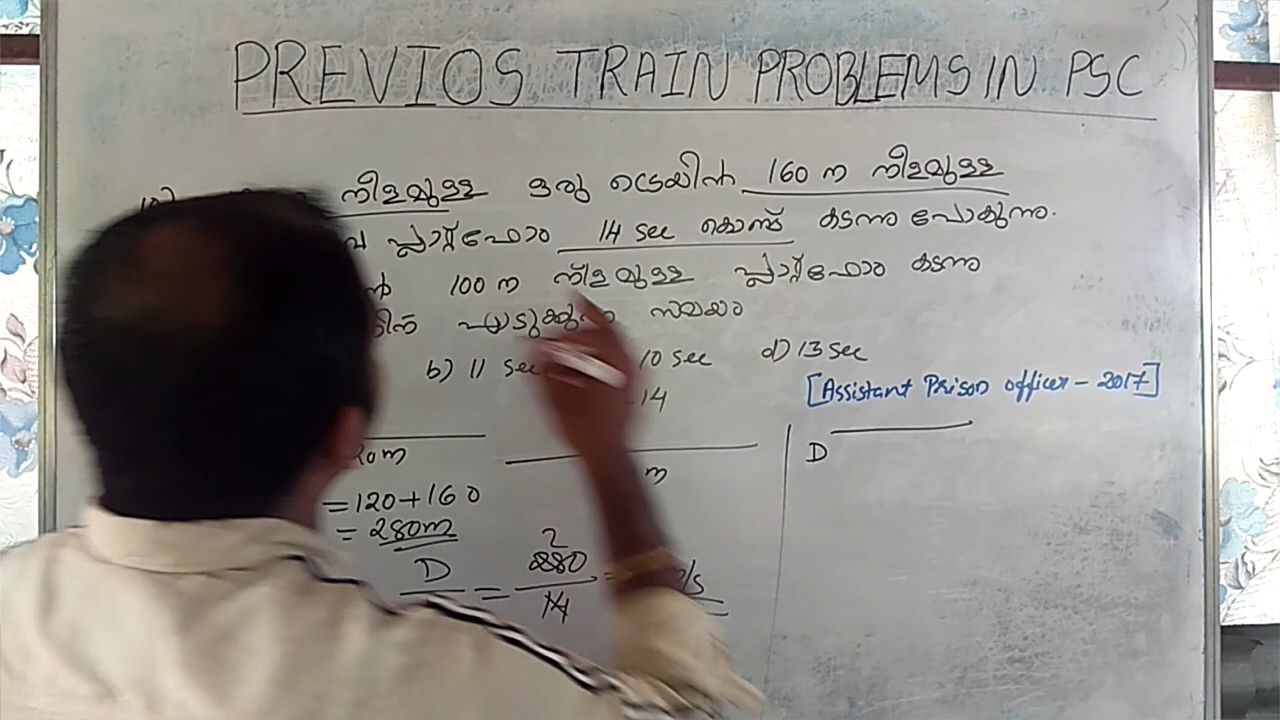 PREVIOS TRAIN PROBLEMS IN PSC
നീളമുള്ള ഒരു ട്രെയിൻ 160 m നീളമുള്ള
പ്ലാറ്റ്ഫോം 14 sec കൊണ്ട് കടന്നു പോകുന്നു.
100 m നീളമുള്ള പ്ലാറ്റ്ഫോം കടന്നു
എടുക്കുന്ന സമയം
b) 11 sec 10 sec d) 13 sec
[Assistant Prison officer - 2017]
14
m
D
= 120 + 160
= 280m
D = 280
14